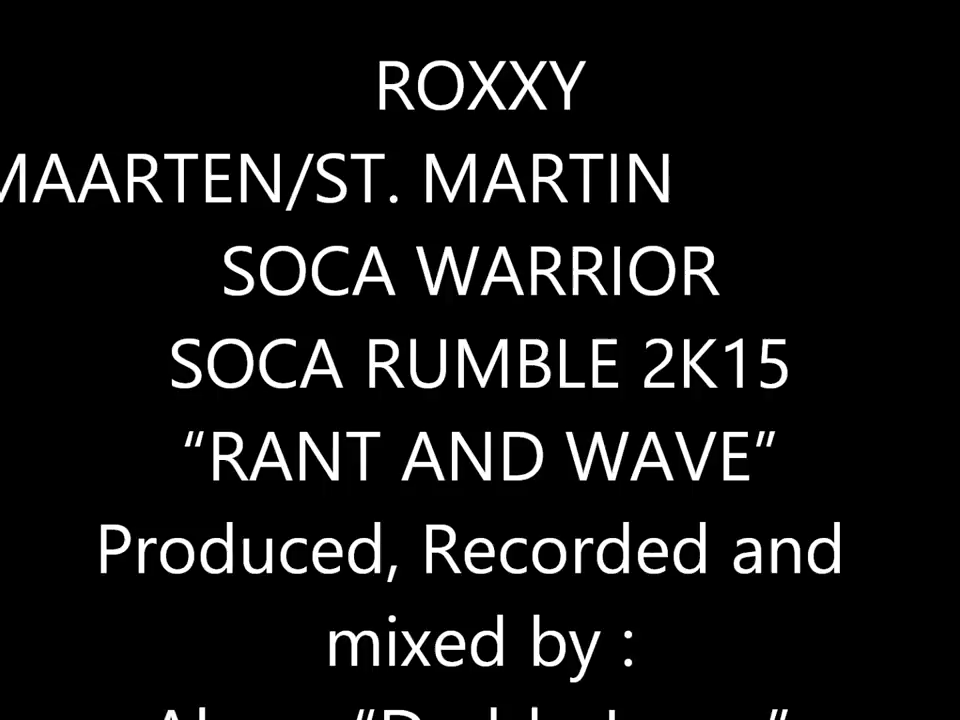 ROXXY
MAARTEN/ST. MARTIN
SOCA WARRIOR
SOCA RUMBLE 2K15
“RANT AND WAVE”
Produced, Recorded and
mixed by :